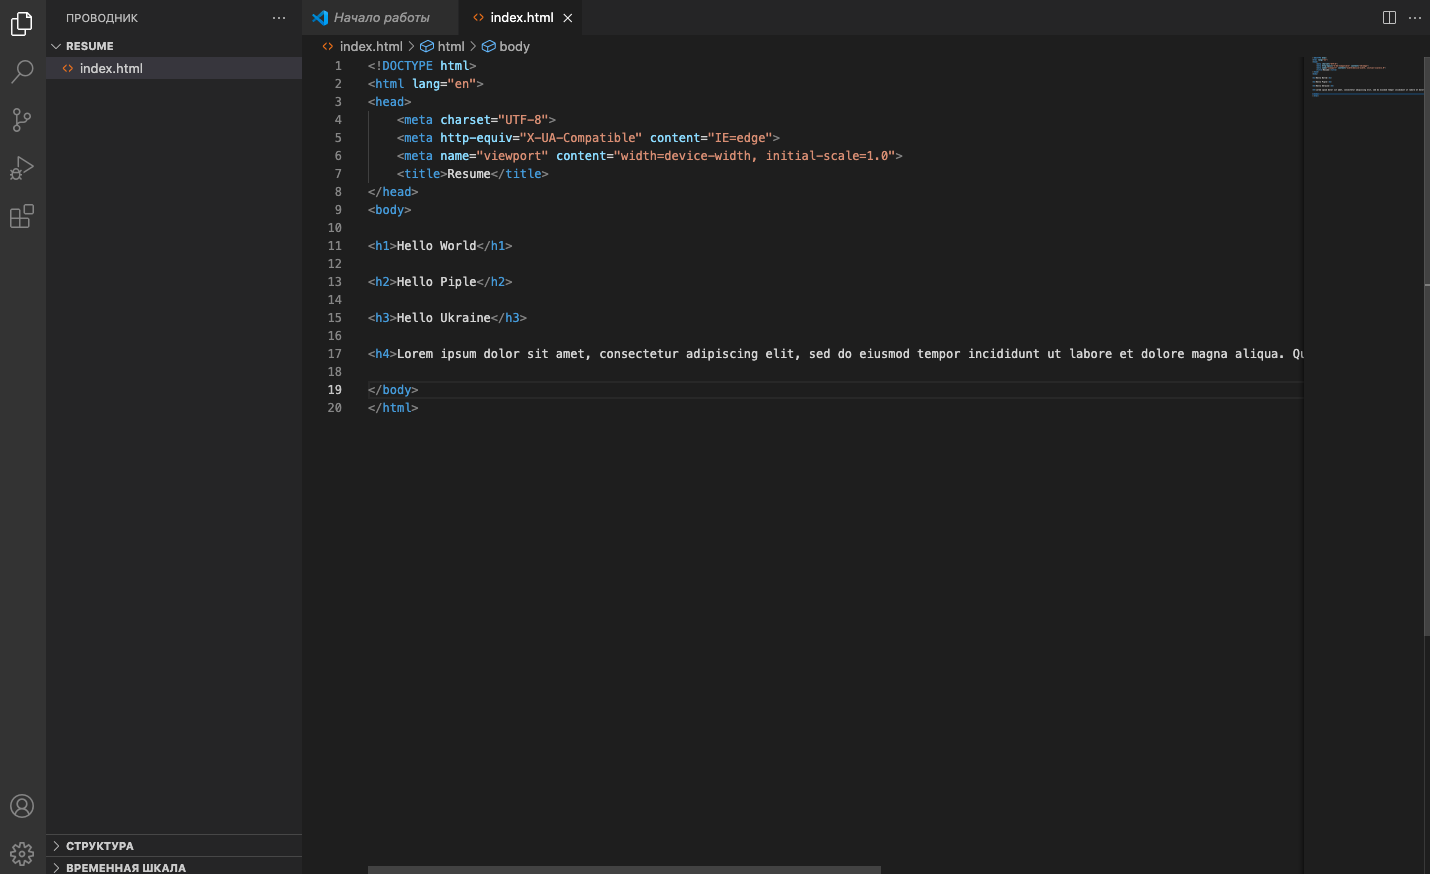 ПРОВОДНИК
RESUME
index.html
СТРУКТУРА
ВРЕМЕННАЯ ШКАЛА
Начало работы
index.html
index.html > html > body
1 <!DOCTYPE html>
2 <html lang="en">
3 <head>
4 <meta charset="UTF-8">
5 <meta http-equiv="X-UA-Compatible" content="IE=edge">
6 <meta name="viewport" content="width=device-width, initial-scale=1.0">
7 <title>Resume</title>
8 </head>
9 <body>
10
11 <h1>Hello World</h1>
12
13 <h2>Hello Piple</h2>
14
15 <h3>Hello Ukraine</h3>
16
17 <h4>Lorem ipsum dolor sit amet, consectetur adipiscing elit, sed do eiusmod tempor incididunt ut labore et dolore magna aliqua. Qu
18
19 </body>
20 </html>